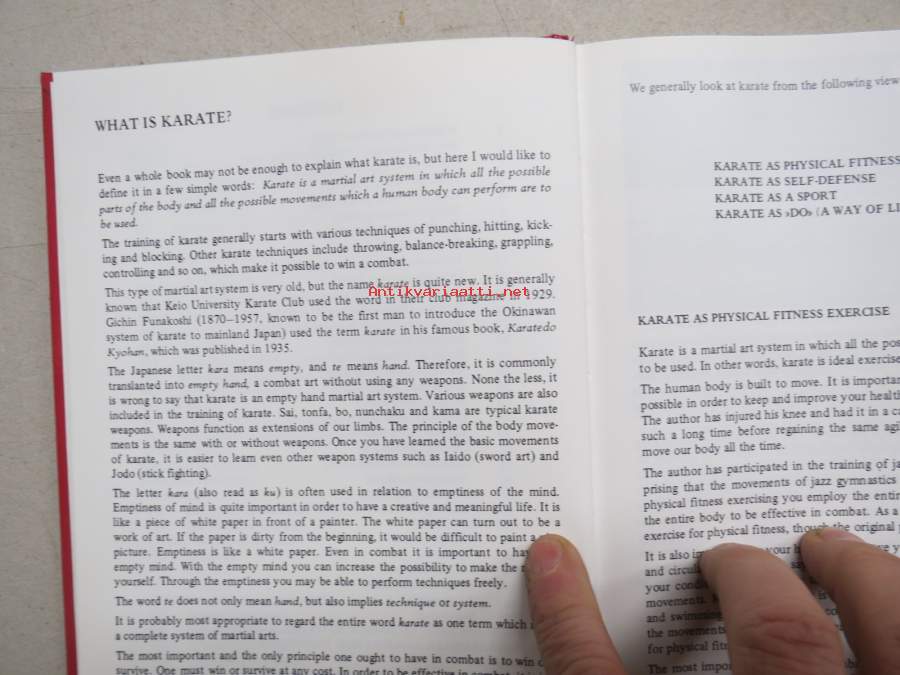 WHAT IS KARATE?
Even a whole book may not be enough to explain what karate is, but here I would like to
define it in a few simple words: Karate is a martial art system in which all the possible
parts of the body and all the possible movements which a human body can perform are to
be used.
The training of karate generally starts with various techniques of punching, hitting, kick-
ing and blocking. Other karate techniques include throwing, balance-breaking, grappling,
controlling and so on, which make it possible to win a combat.
This type of martial art system is very old, but the name karate is quite new. It is generally
Antikvariaatti.net
known that Keio University Karate Club used the word in their club magazine in 1929.
Gichin Funakoshi (1870–1957, known to be the first man to introduce the Okinawan
system of karate to mainland Japan) used the term karate in his famous book, Karatedo
Kyohan, which was published in 1935.
The Japanese letter kara means empty, and te means hand. Therefore, it is commonly
translanted into empty hand, a combat art without using any weapons. None the less, it
is wrong to say that karate is an empty hand martial art system. Various weapons are also
included in the training of karate. Sai, tonfa, bo, nunchaku and kama are typical karate
weapons. Weapons function as extensions of our limbs. The principle of the body move-
ments is the same with or without weapons. Once you have learned the basic movements
of karate, it is easier to learn even other weapon systems such as Iaido (sword art) and
Jodo (stick fighting).
The letter kara (also read as ku) is often used in relation to emptiness of the mind.
Emptiness of mind is quite important in order to have a creative and meaningful life. It is
like a piece of white paper in front of a painter. The white paper can turn out to be a
work of art. If the paper is dirty from the beginning, it would be difficult to paint a
picture. Emptiness is like a white paper. Even in combat it is important to
empty mind. With the empty mind you can increase the possibility to make the
yourself. Through the emptiness you may be able to perform techniques freely.
The word te does not only mean hand, but also implies technique or system.
It is probably most appropriate to regard the entire word karate as one term which
a complete system of martial arts.
The most important and the only principle one ought to have in combat is to win
survive. One must win or survive at any cost. In order to be effective in combat, it is
We generally look at karate from the following view
KARATE AS PHYSICAL FITNESS
KARATE AS SELF-DEFENSE
KARATE AS A SPORT
KARATE AS »DO» (A WAY OF LI
KARATE AS PHYSICAL FITNESS EXERCISE
Karate is a martial art system in which all the pos
to be used. In other words, karate is ideal exercise
The human body is built to move. It is importan
possible in order to keep and improve your health
The author has injured his knee and had it in a ca
such a long time before regaining the same agil
move our body all the time.
The author has participated in the training of ja
prising that the movements of jazz gymnastics
physical fitness exercising you employ the entir
the entire body to be effective in combat. As a
exercise for physical fitness, though the original
It is also your
and circul
your condi
movements. is
and swimming
the movements
for physical fit
The most impo